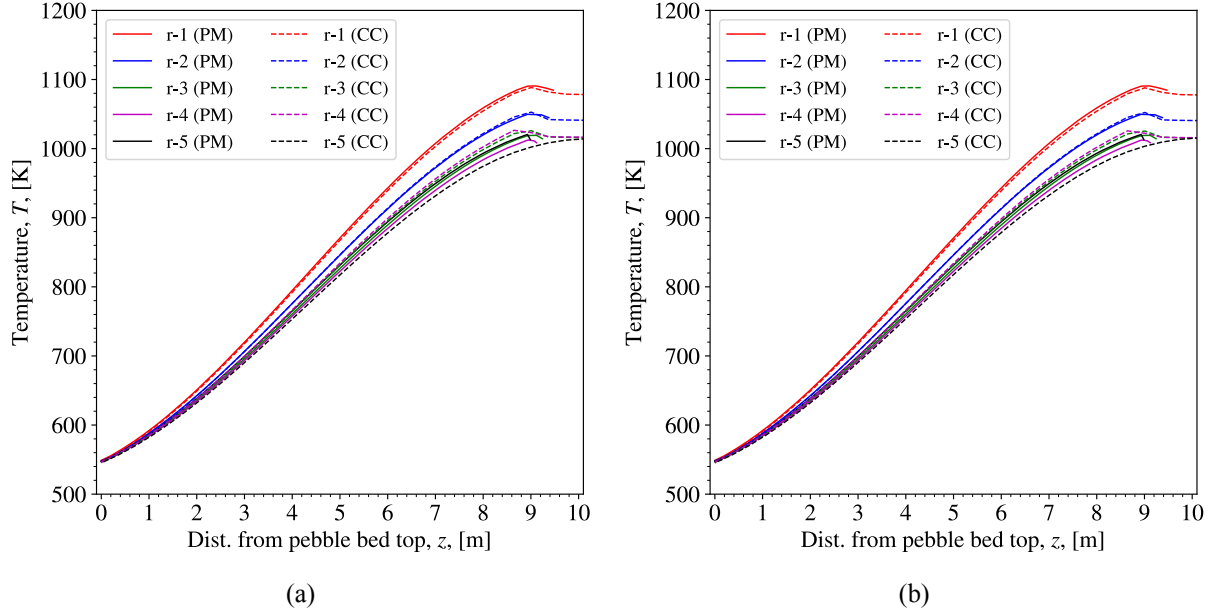 r-1 (PM) r-1 (CC)
r-2 (PM) r-2 (CC)
r-3 (PM) r-3 (CC)
r-4 (PM) r-4 (CC)
r-5 (PM) r-5 (CC)
1200
1100
1000
900
800
700
600
500
Temperature, T, [K]
0 1 2 3 4 5 6 7 8 9 10
Dist. from pebble bed top, z, [m]
(a)
r-1 (PM) r-1 (CC)
r-2 (PM) r-2 (CC)
r-3 (PM) r-3 (CC)
r-4 (PM) r-4 (CC)
r-5 (PM) r-5 (CC)
1200
1100
1000
900
800
700
600
500
Temperature, T, [K]
0 1 2 3 4 5 6 7 8 9 10
Dist. from pebble bed top, z, [m]
(b)